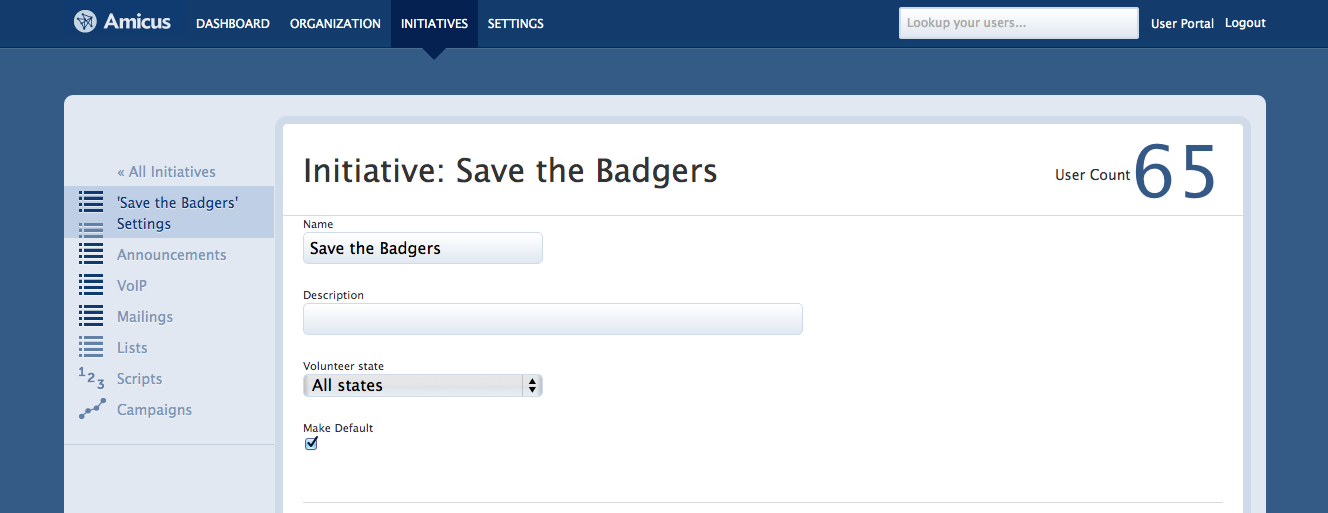 Amicus DASHBOARD ORGANIZATION INITIATIVES SETTINGS Lookup your users... User Portal Logout
« All Initiatives
'Save the Badgers'
Settings
Announcements
VoIP
Mailings
Lists
1 2 3 Scripts
Campaigns
Initiative: Save the Badgers
User Count 65
Name
Save the Badgers
Description
Volunteer state
All states
Make Default